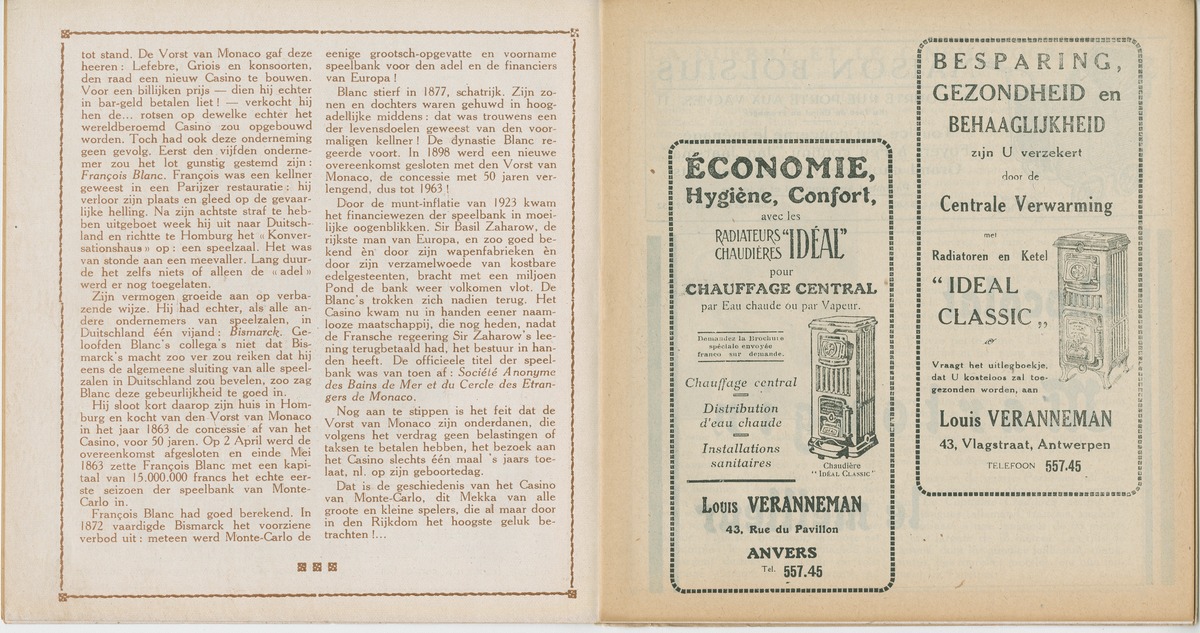 tot stand. De Vorst van Monaco gaf deze
heeren : Lefebre, Griois en konsoorten,
den raad een nieuw Casino te bouwen.
Voor een billijken prijs — dien hij echter
in bar-geld betalen liet ! — verkocht hij
hen de... rotsen op dewelke echter het
wereldberoemd Casino zou opgebouwd
worden. Toch had ook deze onderneming
geen gevolg. Eerst den vijfden onderne-
mer zou het lot gunstig gestemd zijn :
François Blanc. François was een kellner
geweest in een Parijzer restauratie : hij
verloor zijn plaats en gleed op de gevaar-
lijke helling. Na zijn achtste straf te heb-
ben uitgeboet week hij uit naar Duitsch-
land en richtte te Homburg het « Konver-
sationshaus » op : een speelzaal. Het was
van stonde aan een meevaller. Lang duur-
de het zelfs niets of alleen de « adel »
werd er nog toegelaten.
Zijn vermogen groeide aan op verba-
zende wijze. Hij had echter, als alle an-
dere ondernemers van speelzalen, in
Duitschland één vijand : Bismarck. Ge-
loofden Blanc's collega's niet dat Bis-
marck's macht zoo ver zou reiken dat hij
eens de algemeene sluiting van alle speel-
zalen in Duitschland zou bevelen, zoo zag
Blanc deze gebeurlijkheid te goed in.
Hij sloot kort daarop zijn huis in Hom-
burg en kocht van den Vorst van Monaco
in het jaar 1863 de concessie af van het
Casino, voor 50 jaren. Op 2 April werd de
overeenkomst afgesloten en einde Mei
1863 zette François Blanc met een kapi-
taal van 15.000.000 francs het echte eer-
ste seizoen der speelbank van Monte-
Carlo in.
François Blanc had goed berekend. In
1872 vaardigde Bismarck het voorziene
verbod uit : meteen werd Monte-Carlo de
eenige grootsch-opgevatte en voorname
speelbank voor den adel en de financiers
van Europa !
Blanc stierf in 1877, schatrijk. Zijn zo-
nen en dochters waren gehuwd in hoog-
adellijke middens : dat was trouwens een
der levensdoelen geweest van den voor-
maligen kellner ! De dynastie Blanc re-
geerde voort. In 1898 werd een nieuwe
overeenkomst gesloten met den Vorst van
Monaco, de concessie met 50 jaren ver-
lengend, dus tot 1963 !
Door de munt-inflatie van 1923 kwam
het financiewezen der speelbank in moei-
lijke oogenblikken. Sir Basil Zaharow, de
rijkste man van Europa, en zoo goed be-
kend èn door zijn wapenfabrieken èn
door zijn verzamelwoede van kostbare
edelgesteenten, bracht met een miljoen
Pond de bank weer volkomen vlot. De
Blanc's trokken zich nadien terug. Het
Casino kwam nu in handen eener naam-
looze maatschappij, die nog heden, nadat
de Fransche regeering Sir Zaharow's lee-
ning terugbetaald had, het bestuur in han-
den heeft. De officieele titel der speel-
bank was van toen af : Société Anonyme
des Bains de Mer et du Cercle des Etran-
gers de Monaco.
Nog aan te stippen is het feit dat de
Vorst van Monaco zijn onderdanen, die
volgens het verdrag geen belastingen of
taksen te betalen hebben, het bezoek aan
het Casino slechts één maal 's jaars toe-
laat, nl. op zijn geboortedag.
Dat is de geschiedenis van het Casino
van Monte-Carlo, dit Mekka van alle
groote en kleine spelers, die al maar door
in den Rijkdom het hoogste geluk be-
trachten !...
ÉCONOMIE,
Hygiène, Confort,
avec les
RADIATEURS "IDÉAL"
CHAUDIÈRES
pour
CHAUFFAGE CENTRAL
par Eau chaude ou par Vapeur.
Demandez la Brochure
spéciale envoyée
franco sur demande.
Chauffage central
Distribution
d'eau chaude
Installations
sanitaires
Chaudière
"IDÉAL CLASSIC"
Louis VERANNEMAN
43, Rue du Pavillon
ANVERS
Tel. 557.45
BESPARING,
GEZONDHEID en
BEHAAGLIJKHEID
zijn U verzekert
door de
Centrale Verwarming
met
Radiatoren en Ketel
"IDEAL
CLASSIC„
Vraagt het uitlegboekje,
dat U kosteloos zal toe-
gezonden worden, aan
Louis VERANNEMAN
43, Vlagstraat, Antwerpen
TELEFOON 557.45